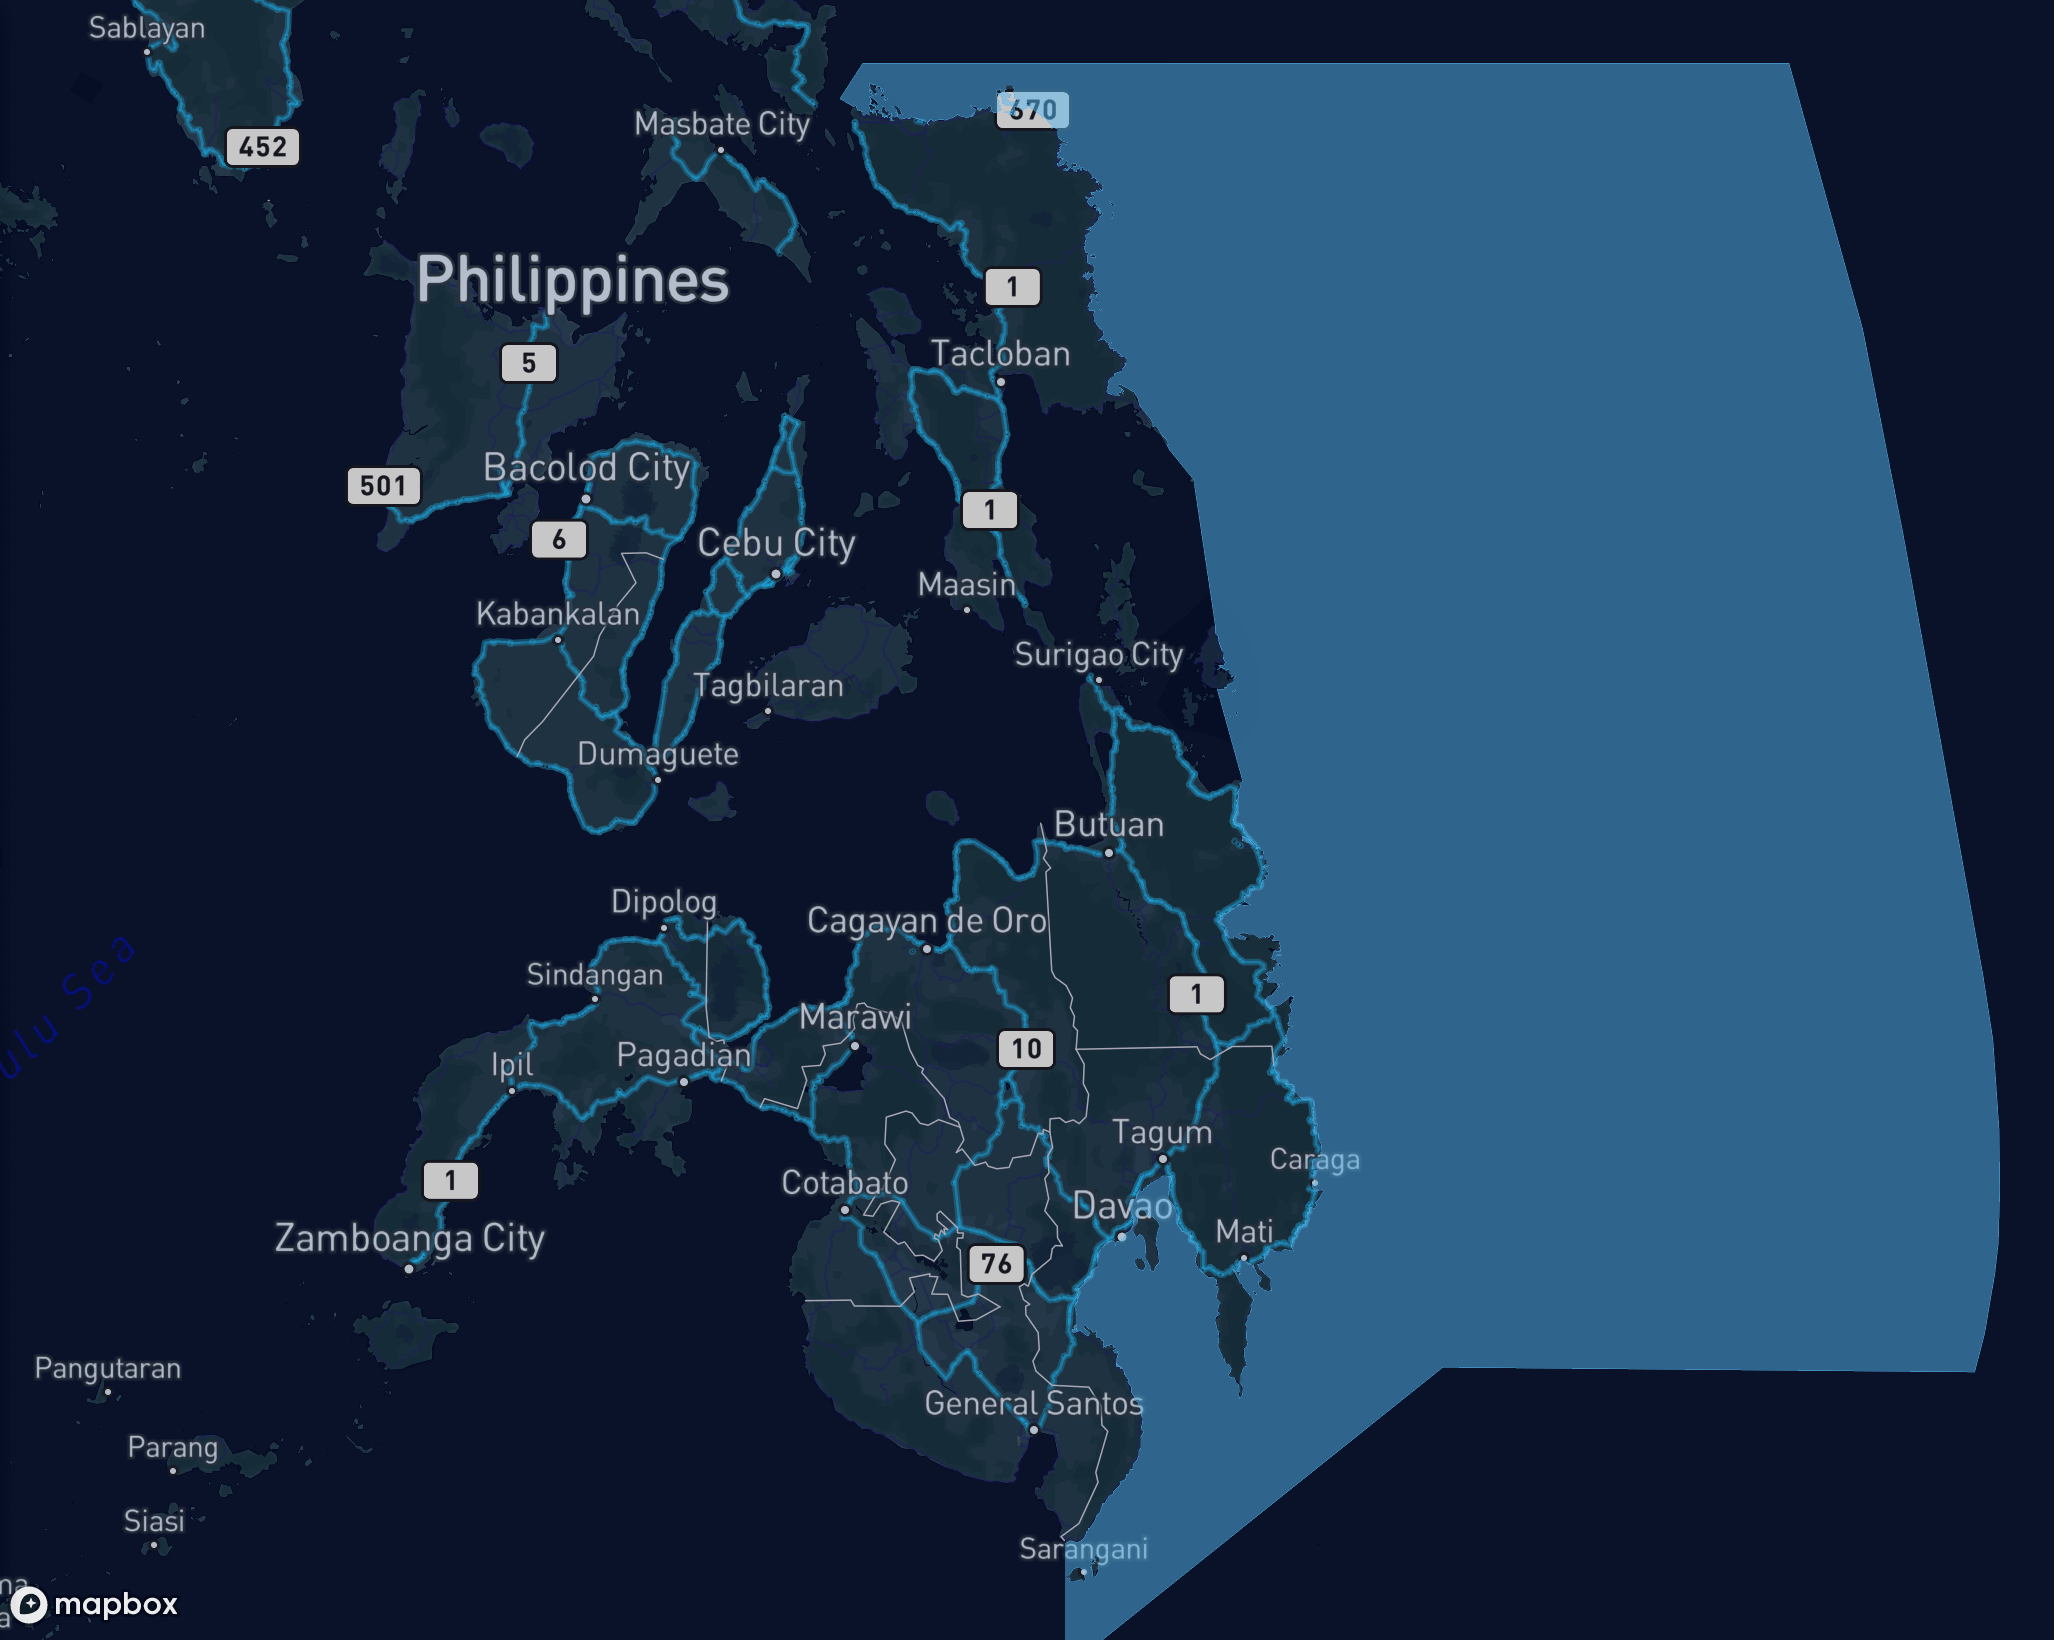 Sablayan
670
Masbate City
452
Philippines
1
Tacloban
5
Bacolod City
501
1
6
Cebu City
Maasin
Kabankalan
Surigao City
Tagbilaran
Dumaguete
Butuan
Dipolog
Cagayan de Oro
ulu Sea
Sindangan
1
Marawi
10
Pagadian
Ipil
Tagum
Caraga
1
Cotabato
Davao
Mati
Zamboanga City
76
Pangutaran
General Santos
Parang
Siasi
Sarangani
ma
mapbox
a